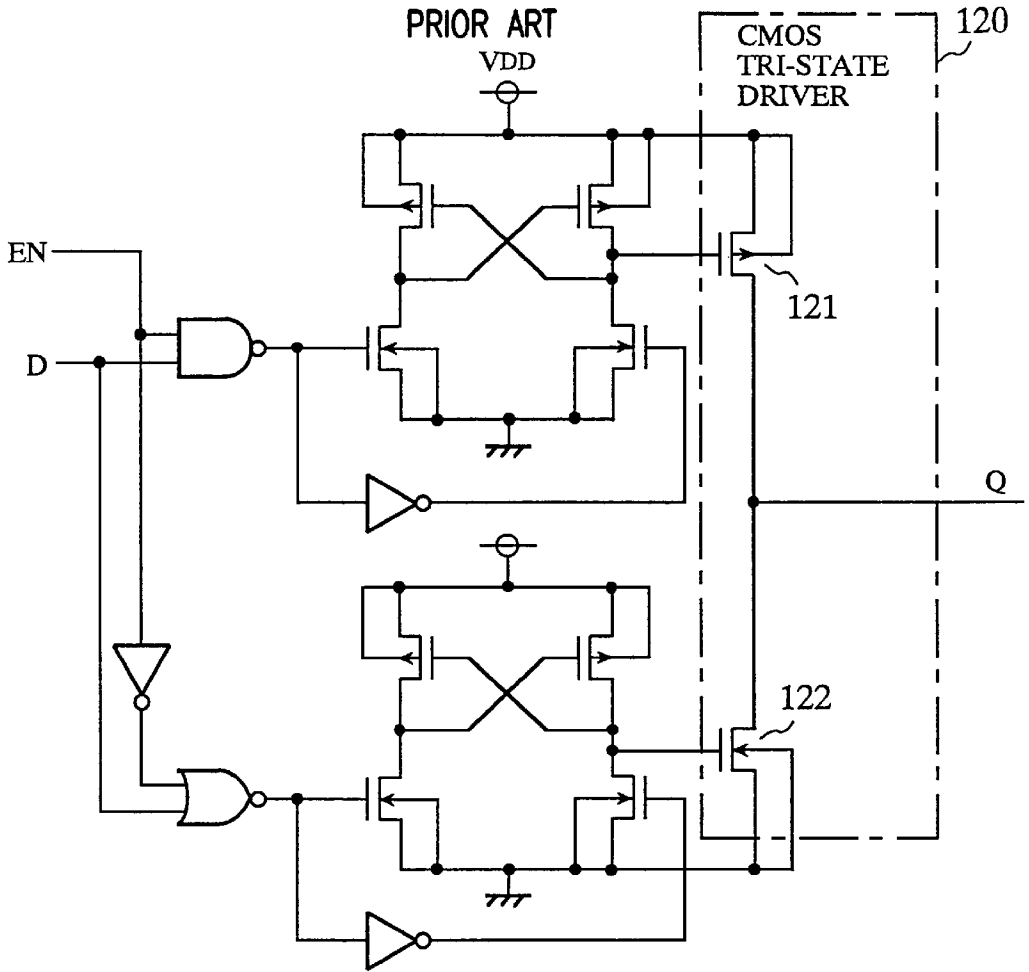 PRIOR ART
VDD
120
CMOS
TRI-STATE
DRIVER
EN
121
D
Q
122